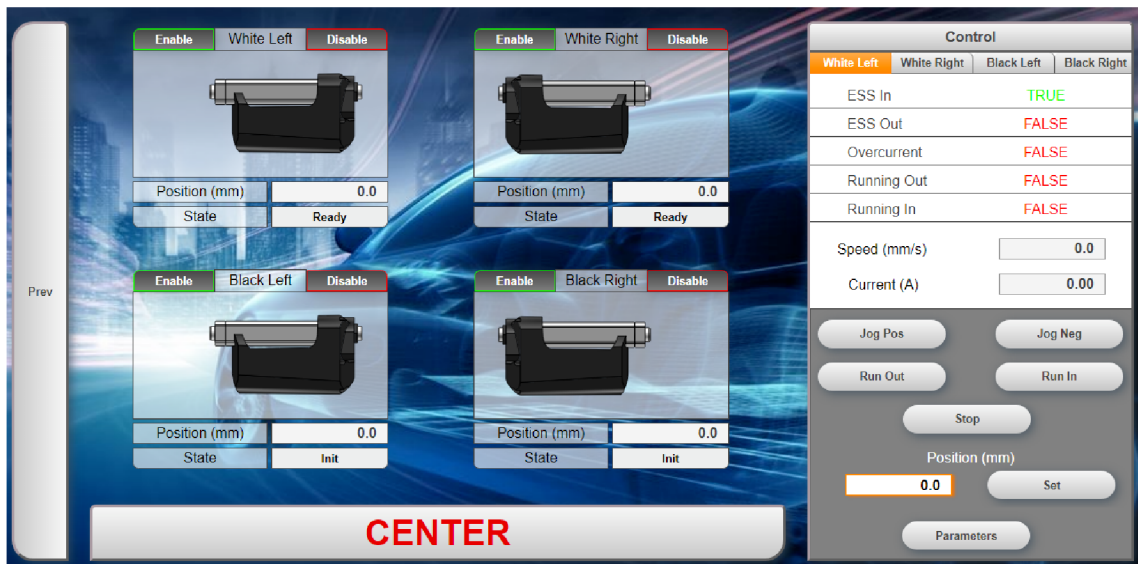 Prev
Enable White Left Disable
Position (mm) 0.0
State Ready
Enable White Right Disable
Position (mm) 0.0
State Ready
Enable Black Left Disable
Position (mm) 0.0
State Init
Enable Black Right Disable
Position (mm) 0.0
State Init
CENTER
Control
White Left White Right Black Left Black Right
ESS In TRUE
ESS Out FALSE
Overcurrent FALSE
Running Out FALSE
Running In FALSE
Speed (mm/s) 0.0
Current (A) 0.00
Jog Pos Jog Neg
Run Out Run In
Stop
Position (mm)
0.0 Set
Parameters